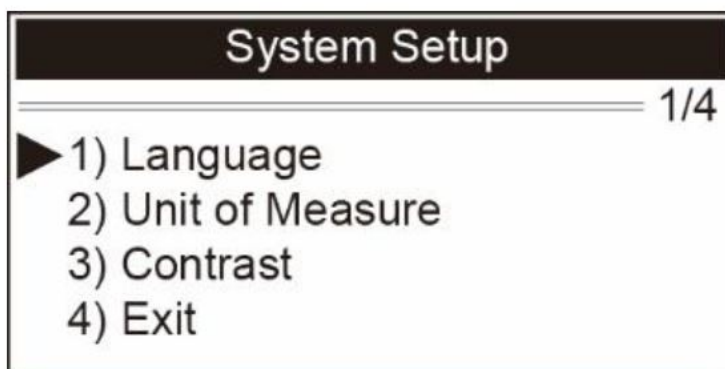 System Setup
1/4
1) Language
2) Unit of Measure
3) Contrast
4) Exit